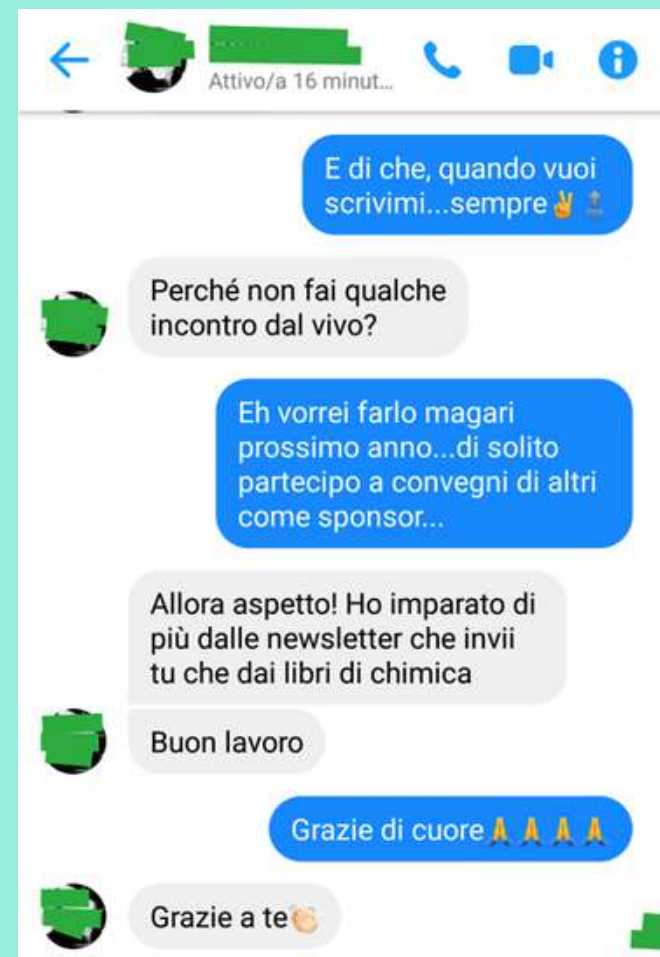 Attivo/a 16 minut...
E di che, quando vuoi
scrivimi...sempre✌️
Perché non fai qualche
incontro dal vivo?
Eh vorrei farlo magari
prossimo anno...di solito
partecipo a convegni di altri
come sponsor...
Allora aspetto! Ho imparato di
più dalle newsletter che invii
tu che dai libri di chimica
Buon lavoro
Grazie di cuore🙏🙏🙏🙏
Grazie a te👏🏻